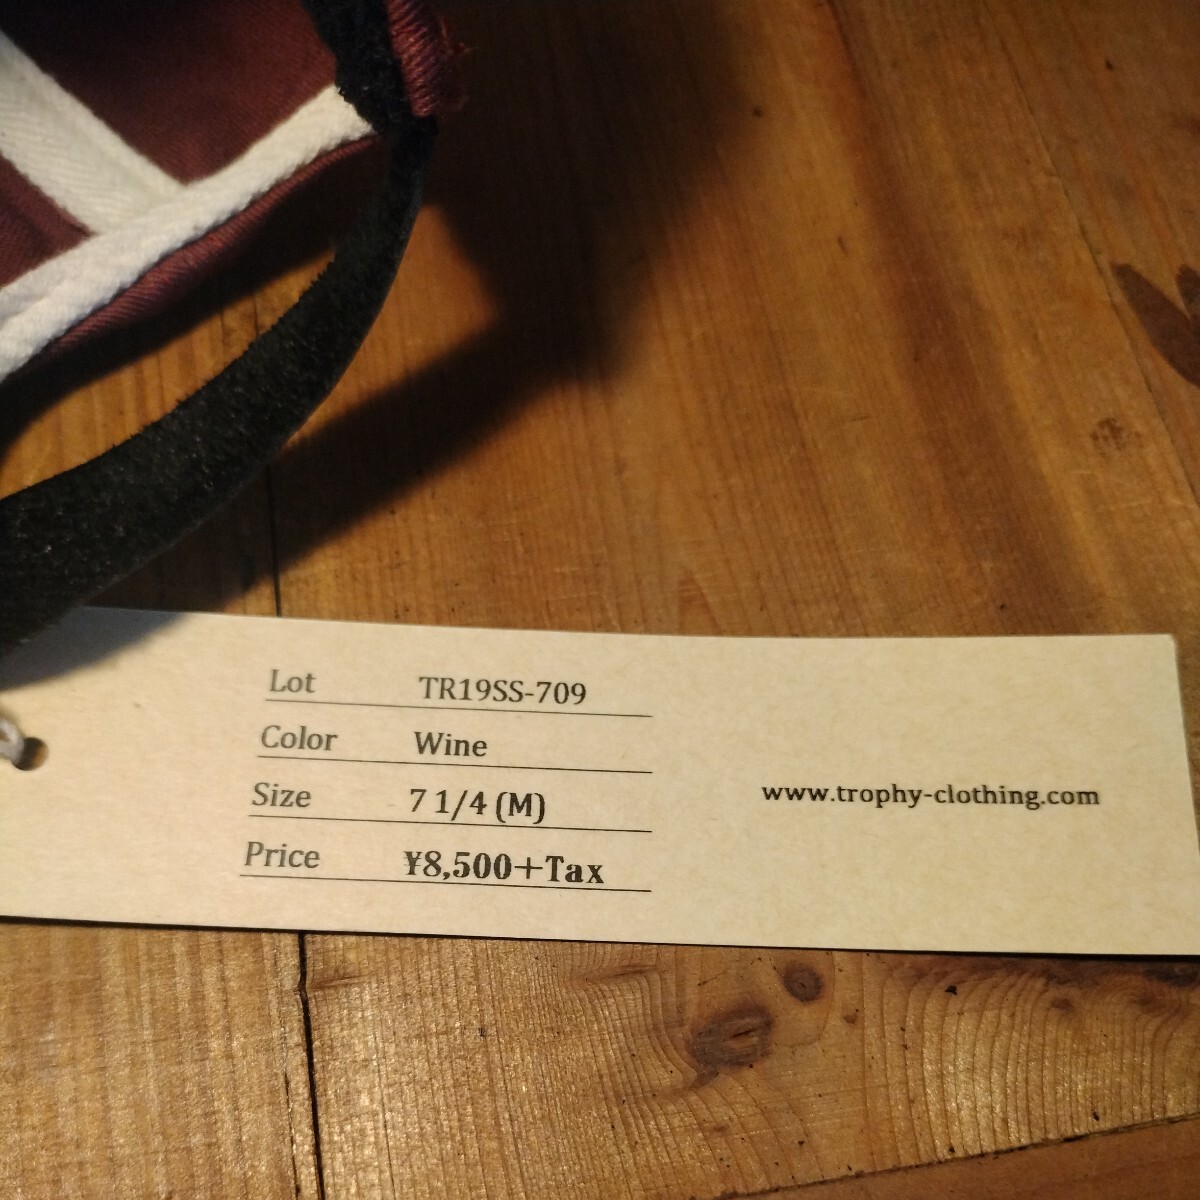 Lot TR19SS-709
Color Wine
Size 7 1/4 (M)
Price ¥8,500+Tax
www.trophy-clothing.com